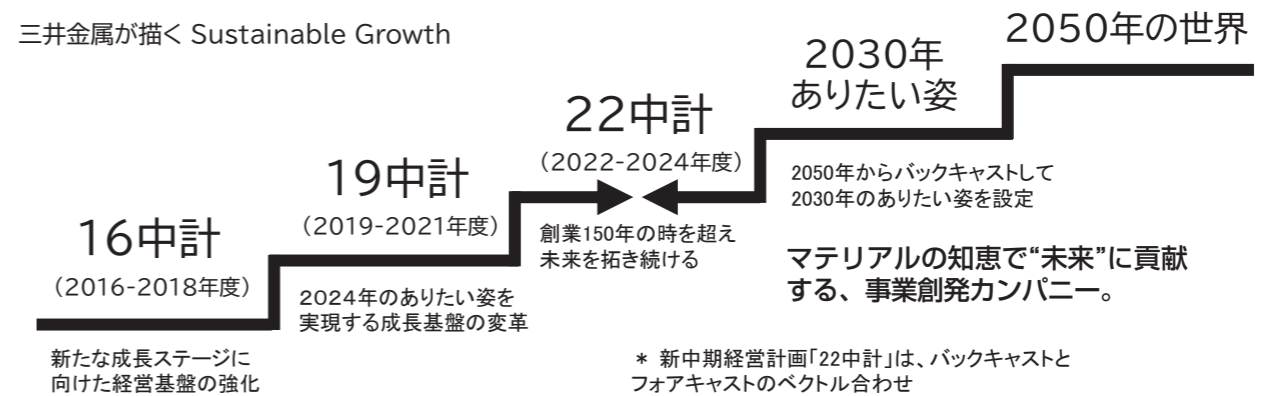 三井金属が描く Sustainable Growth
16中計
（2016-2018年度）
新たな成長ステージに
向けた経営基盤の強化
19中計
（2019-2021年度）
2024年のありたい姿を
実現する成長基盤の変革
22中計
（2022-2024年度）
創業150年の時を超え
未来を拓き続ける
2030年
ありたい姿
2050年からバックキャストして
2030年のありたい姿を設定
マテリアルの知恵で“未来”に貢献
する、事業創発カンパニー。
2050年の世界
* 新中期経営計画「22中計」は、バックキャストと
フォアキャストのベクトル合わせ